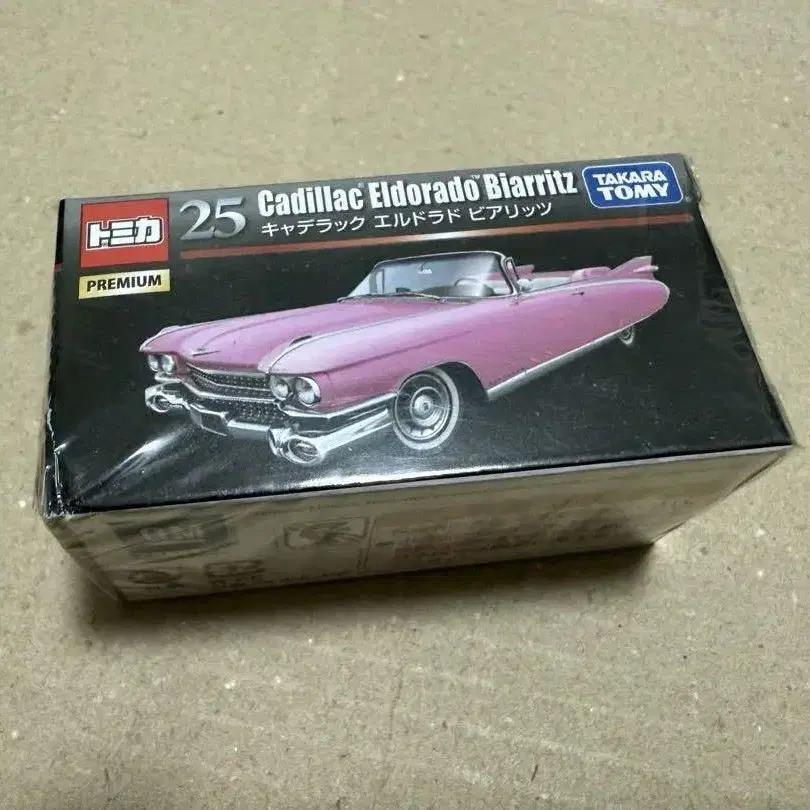 トミカ
PREMIUM
25
Cadillac® Eldorado™ Biarritz
キャデラック エルドラド ビアリッツ
TAKARA
TOMY